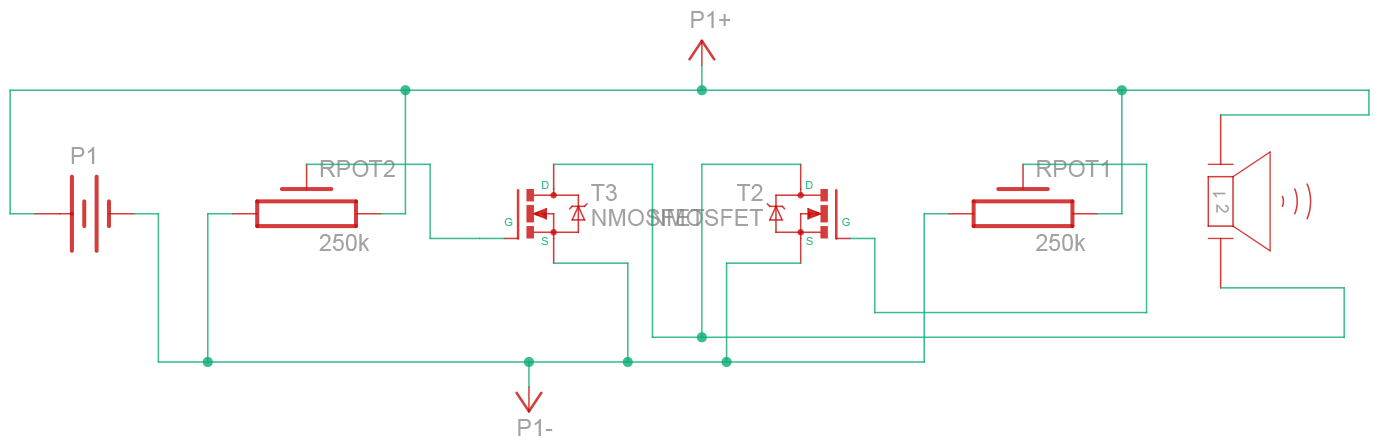 P1+
P1
RPOT2
250k
D
G
S
T3
NMOSFET
T2
NMOSFET
D
G
S
RPOT1
250k
L2
P1-